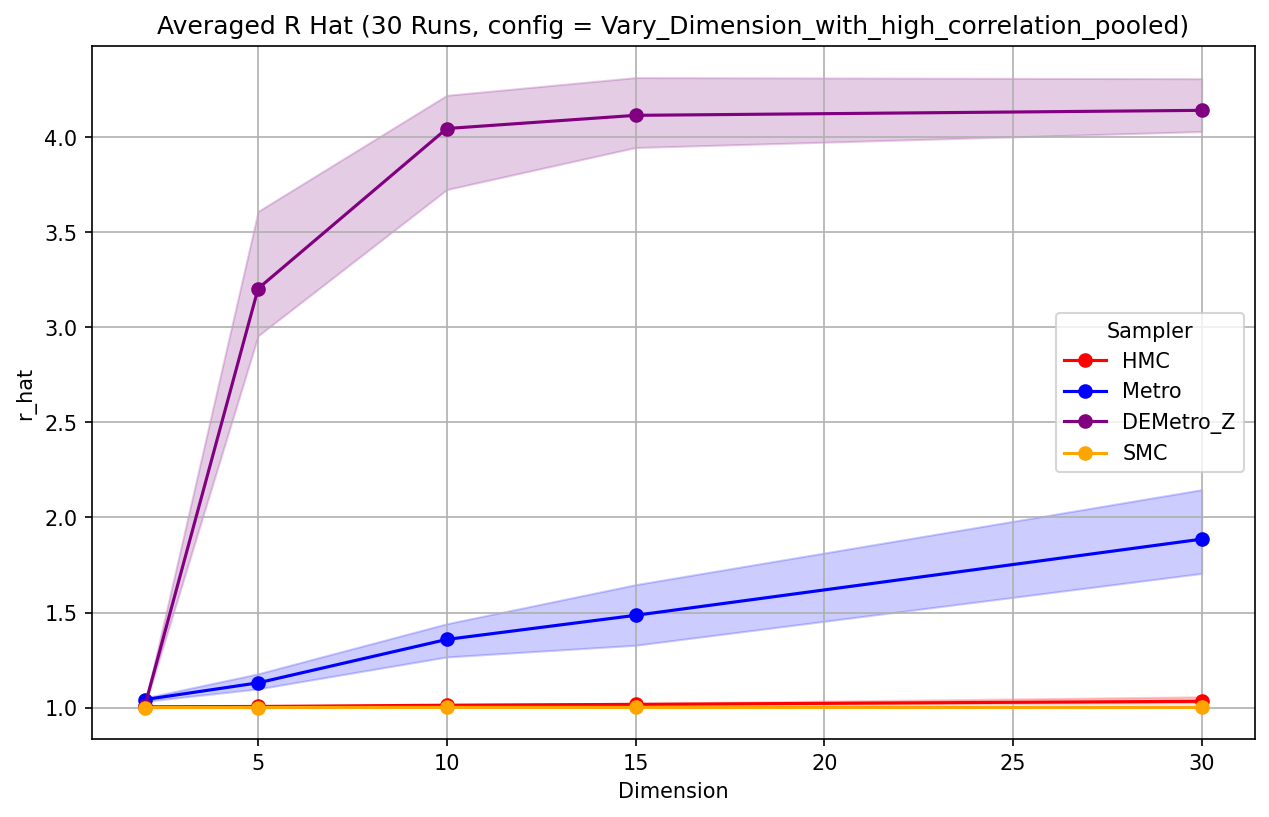 Averaged R Hat (30 Runs, config = Vary_Dimension_with_high_correlation_pooled)
4.0
3.5
3.0
2.5
2.0
1.5
1.0
r_hat
Sampler
HMC
Metro
DEMetro_Z
SMC
5
10
15
20
25
30
Dimension